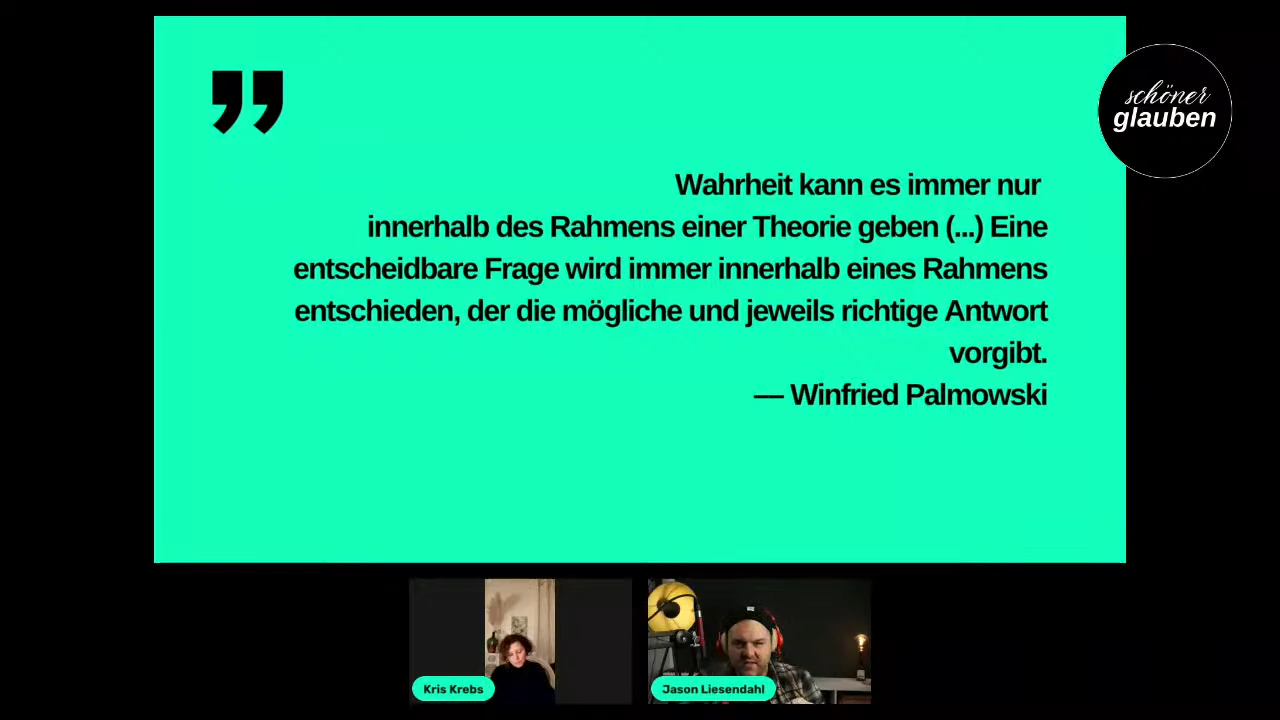 ”
schöner
glauben
Wahrheit kann es immer nur
innerhalb des Rahmens einer Theorie geben (...) Eine
entscheidbare Frage wird immer innerhalb eines Rahmens
entschieden, der die mögliche und jeweils richtige Antwort
vorgibt.
— Winfried Palmowski
Kris Krebs
Jason Liesendahl